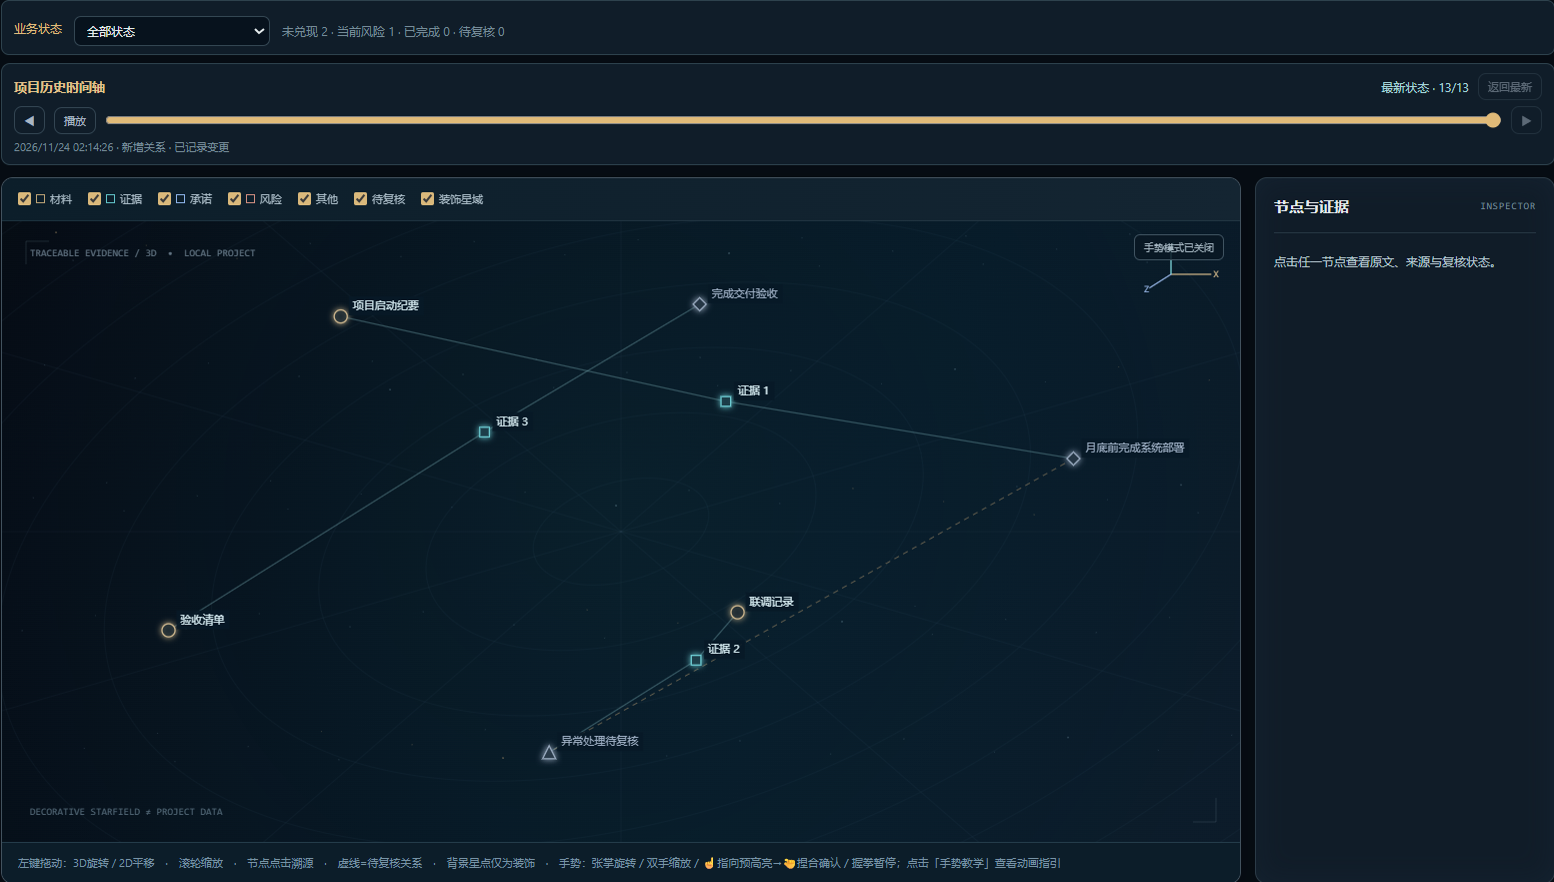 业务状态 全部状态 未兑现 2 · 当前风险 1 · 已完成 0 · 待复核 0
项目历史时间轴 最新状态 · 13/13 返回最新
播放
2026/11/24 02:14:26 · 新增关系 · 已记录变更
材料 证据 承诺 风险 其他 待复核 装饰星域
节点与证据 INSPECTOR
点击任一节点查看原文、来源与复核状态。
TRACEABLE EVIDENCE / 3D • LOCAL PROJECT
手势模式已关闭
X
Z
完成交付验收
项目启动纪要
证据 1
证据 3
月底前完成系统部署
联调记录
验收清单
证据 2
异常处理待复核
DECORATIVE STARFIELD ≠ PROJECT DATA
左键拖动：3D旋转 / 2D平移 · 滚轮缩放 · 节点点击溯源 · 虚线=待复核关系 · 背景星点仅为装饰 · 手势：张掌旋转 / 双手缩放 / ☝指向预高亮→🤏捏合确认 / 握拳暂停；点击「手势教学」查看动画指引